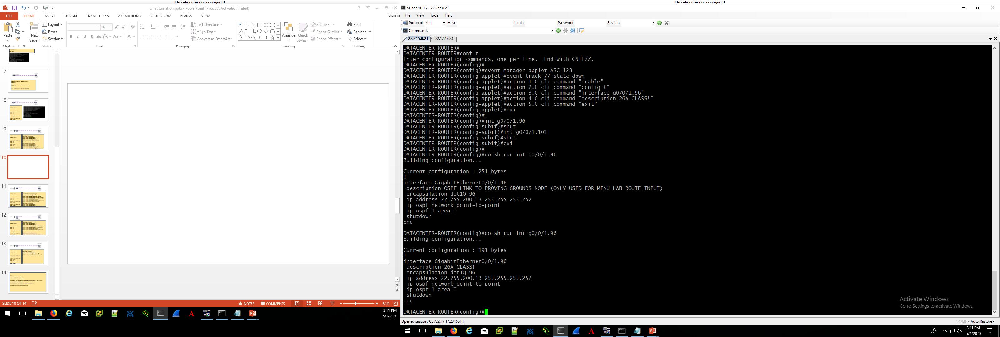 Classification not configured
cli automation.pptx - PowerPoint (Product Activation Failed)
FILE HOME INSERT DESIGN TRANSITIONS ANIMATIONS SLIDE SHOW REVIEW VIEW Sign in
Paste
New Slide
Layout
Reset
Section
16
B I U S abc AV Aa A
Text Direction
Align Text
Convert to SmartArt
Arrange
Quick Styles
Shape Fill
Shape Outline
Shape Effects
Find
Replace
Select
Clipboard Slides Font Paragraph Drawing Editing
7
8
9
10
11
12
13
14
SLIDE 10 OF 14 NOTES COMMENTS 81%
3:11 PM
5/1/2020
Classification not configured
SuperPuTTY - 22.255.0.21
File View Tools Help
Protocol SSH Host Login Password Session
Commands
22.255.0.21 22.17.17.28
DATACENTER-ROUTER#
DATACENTER-ROUTER#conf t
Enter configuration commands, one per line.  End with CNTL/Z.
DATACENTER-ROUTER(config)#
DATACENTER-ROUTER(config)#event manager applet ABC-123
DATACENTER-ROUTER(config-applet)#event track 77 state down
DATACENTER-ROUTER(config-applet)#action 1.0 cli command "enable"
DATACENTER-ROUTER(config-applet)#action 2.0 cli command "config t"
DATACENTER-ROUTER(config-applet)#action 3.0 cli command "interface g0/0/1.96"
DATACENTER-ROUTER(config-applet)#action 4.0 cli command "description 26A CLASS!"
DATACENTER-ROUTER(config-applet)#action 5.0 cli command "exit"
DATACENTER-ROUTER(config-applet)#exi
DATACENTER-ROUTER(config)#
DATACENTER-ROUTER(config)#int g0/0/1.96
DATACENTER-ROUTER(config-subif)#shut
DATACENTER-ROUTER(config-subif)#int g0/0/1.101
DATACENTER-ROUTER(config-subif)#shut
DATACENTER-ROUTER(config-subif)#exi
DATACENTER-ROUTER(config)#
DATACENTER-ROUTER(config)#do sh run int g0/0/1.96
Building configuration...
Current configuration : 251 bytes
!
interface GigabitEthernet0/0/1.96
description OSPF LINK TO PROVING GROUNDS NODE (ONLY USED FOR MENU LAB ROUTE INPUT)
encapsulation dot1Q 96
ip address 22.255.200.13 255.255.255.252
ip ospf network point-to-point
ip ospf 1 area 0
shutdown
end
DATACENTER-ROUTER(config)#do sh run int g0/0/1.96
Building configuration...
Current configuration : 191 bytes
!
interface GigabitEthernet0/0/1.96
description 26A CLASS!
encapsulation dot1Q 96
ip address 22.255.200.13 255.255.255.252
ip ospf network point-to-point
ip ospf 1 area 0
shutdown
end
DATACENTER-ROUTER(config)#
Activate Windows
Go to Settings to activate Windows.
Opened session: CLI/22.17.17.28 [SSH] 1.4.0.8 <Auto Restore>
3:11 PM
5/1/2020